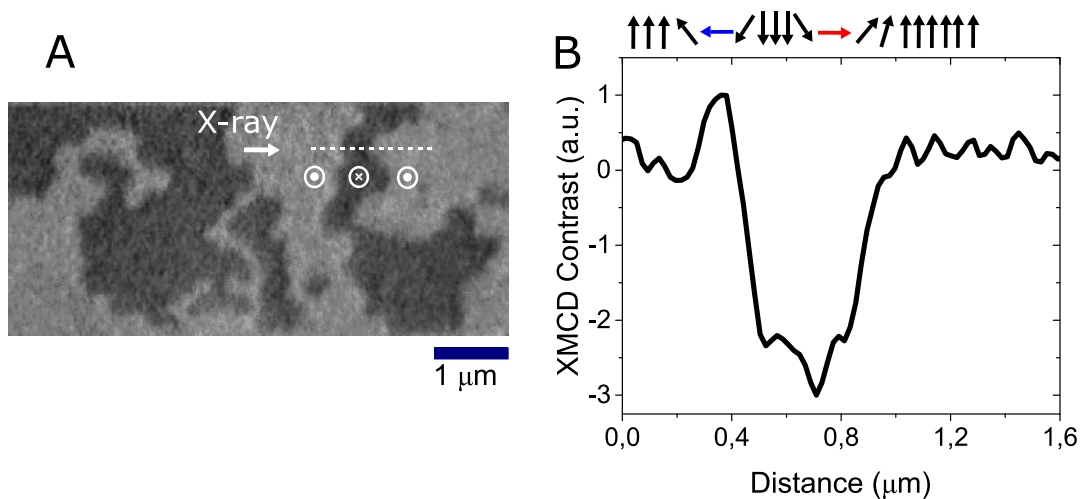 A
X-ray
1 μm
B
XMCD Contrast (a.u.)
1
0
-1
-2
-3
0,0
0,4
0,8
1,2
1,6
Distance (μm)